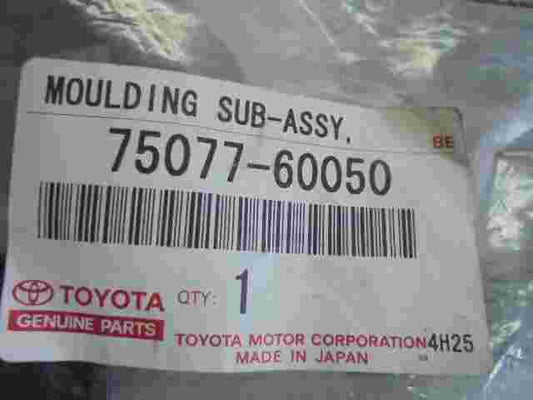 MOULDING SUB-ASSY,
BE
75077-60050
TOYOTA QTY: 1
GENUINE PARTS
TOYOTA MOTOR CORPORATION 4H25
MADE IN JAPAN